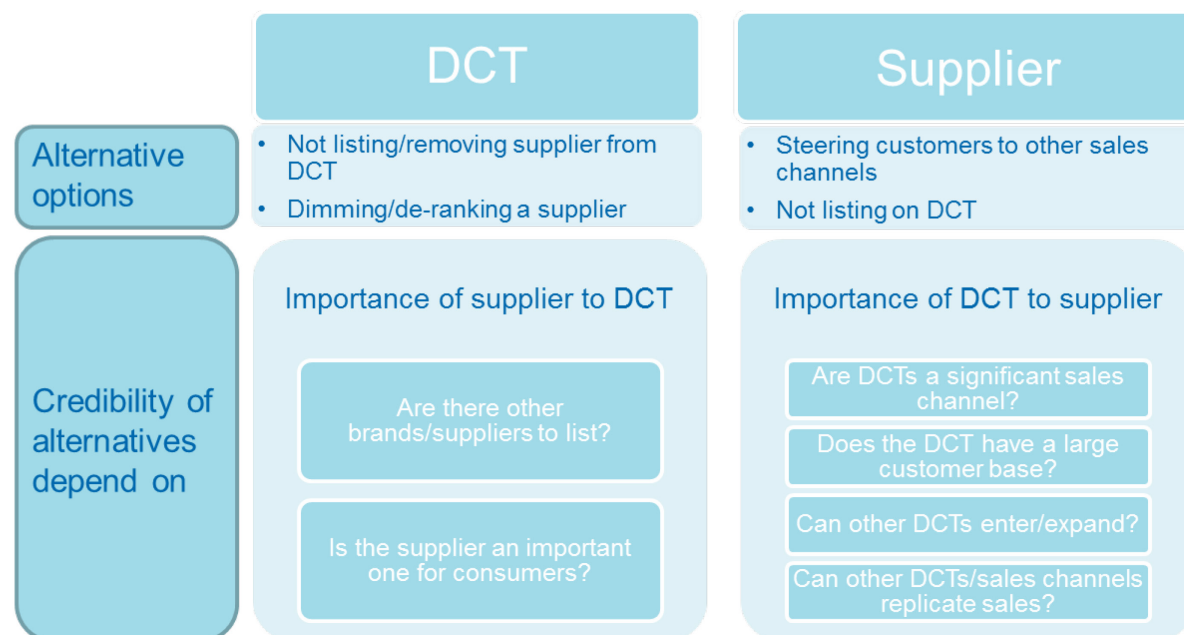 DCT
Supplier
Alternative
options
• Not listing/removing supplier from
DCT
• Dimming/de-ranking a supplier
• Steering customers to other sales
channels
• Not listing on DCT
Credibility of
alternatives
depend on
Importance of supplier to DCT
Are there other
brands/suppliers to list?
Is the supplier an important
one for consumers?
Importance of DCT to supplier
Are DCTs a significant sales
channel?
Does the DCT have a large
customer base?
Can other DCTs enter/expand?
Can other DCTs/sales channels
replicate sales?